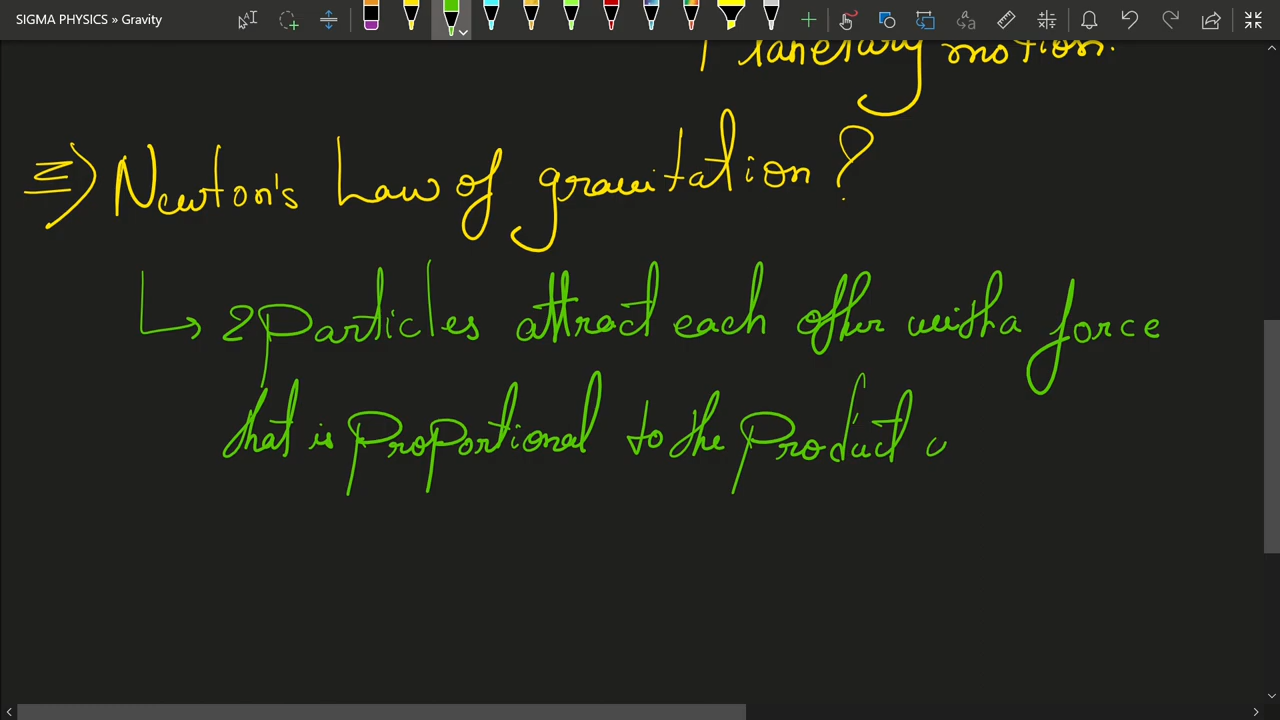 SIGMA PHYSICS » Gravity
Planetary motion.
⇒ Newton's Law of gravitation?
↳ 2 Particles attract each other with a force
that is Proportional to the Product